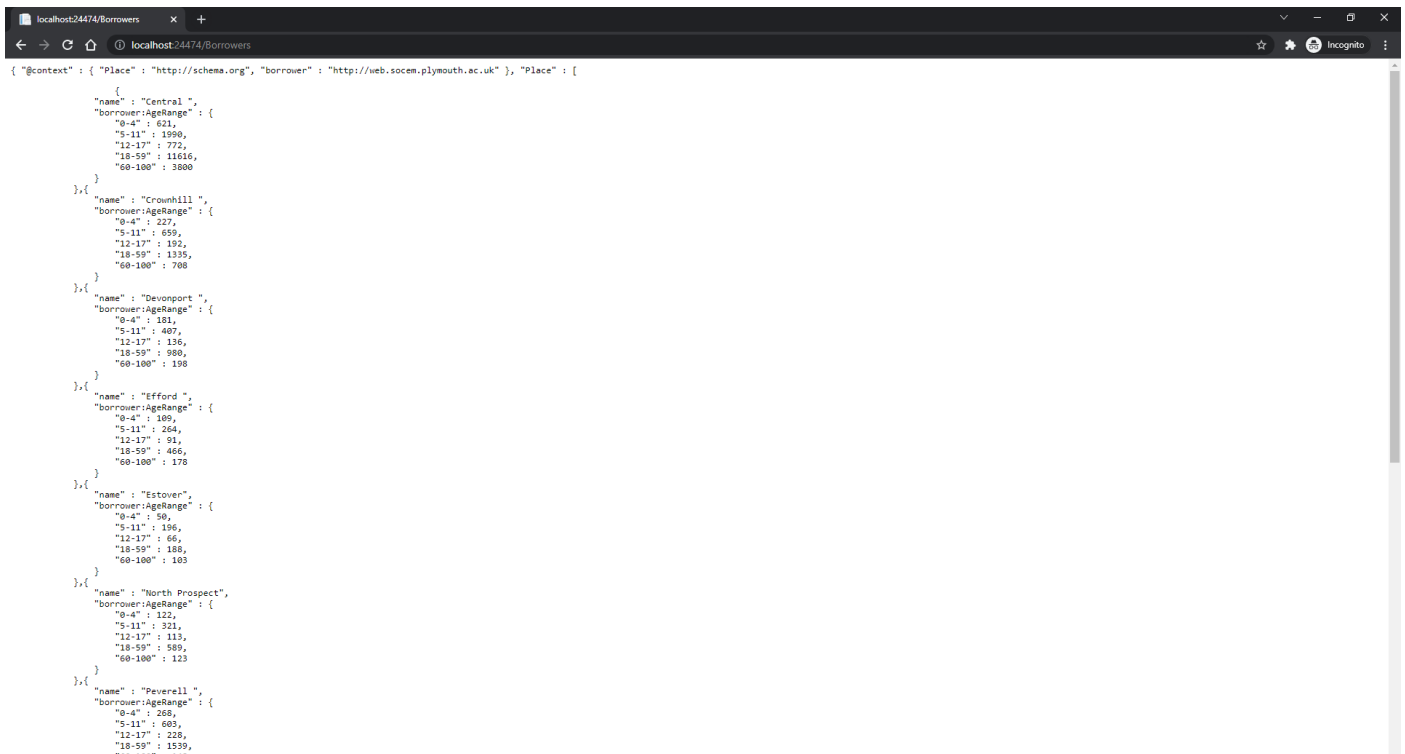 localhost:24474/Borrowers
localhost:24474/Borrowers
Incognito
{ "@context" : { "Place" : "http://schema.org", "borrower" : "http://web.socem.plymouth.ac.uk" }, "Place" : [
{
"name" : "Central ",
"borrower:AgeRange" : {
"0-4" : 621,
"5-11" : 1990,
"12-17" : 772,
"18-59" : 11616,
"60-100" : 3800
}
},{
"name" : "Crownhill ",
"borrower:AgeRange" : {
"0-4" : 227,
"5-11" : 659,
"12-17" : 192,
"18-59" : 1335,
"60-100" : 708
}
},{
"name" : "Devonport ",
"borrower:AgeRange" : {
"0-4" : 181,
"5-11" : 407,
"12-17" : 136,
"18-59" : 980,
"60-100" : 198
}
},{
"name" : "Efford ",
"borrower:AgeRange" : {
"0-4" : 109,
"5-11" : 264,
"12-17" : 91,
"18-59" : 466,
"60-100" : 178
}
},{
"name" : "Estover",
"borrower:AgeRange" : {
"0-4" : 50,
"5-11" : 196,
"12-17" : 66,
"18-59" : 188,
"60-100" : 103
}
},{
"name" : "North Prospect",
"borrower:AgeRange" : {
"0-4" : 122,
"5-11" : 321,
"12-17" : 113,
"18-59" : 589,
"60-100" : 123
}
},{
"name" : "Peverell ",
"borrower:AgeRange" : {
"0-4" : 268,
"5-11" : 603,
"12-17" : 228,
"18-59" : 1539,